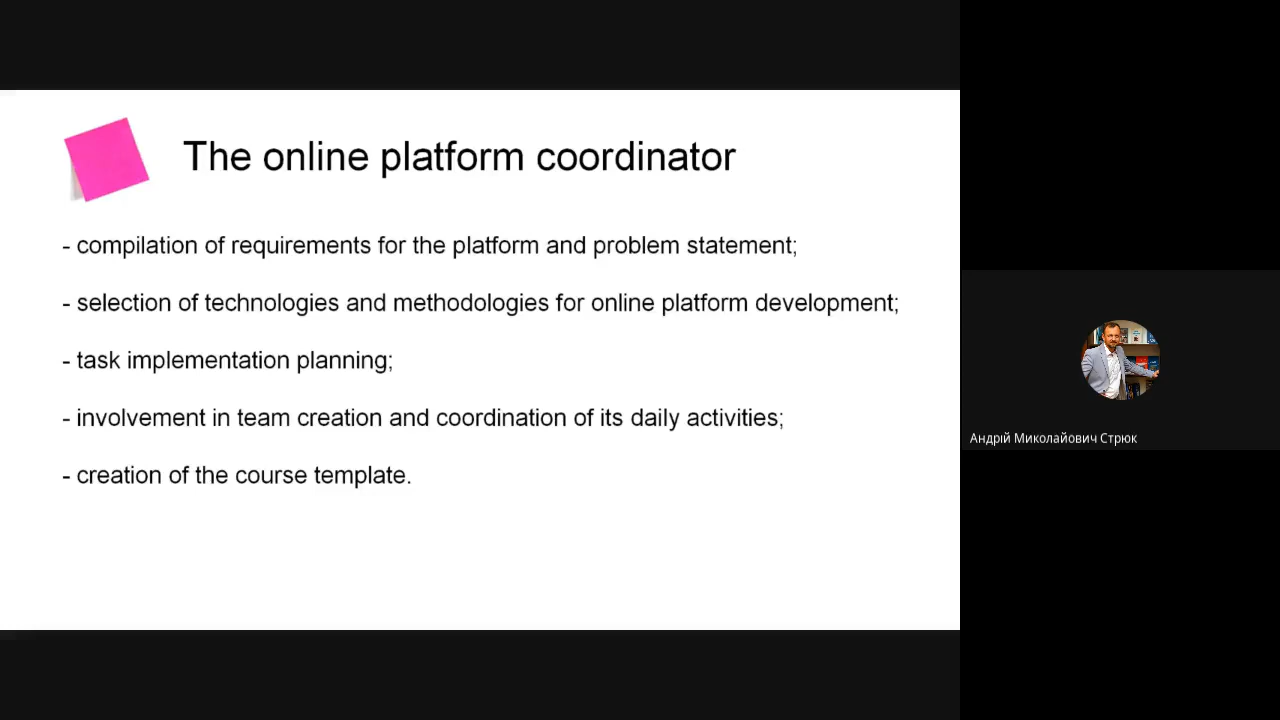 The online platform coordinator
- compilation of requirements for the platform and problem statement;
- selection of technologies and methodologies for online platform development;
- task implementation planning;
- involvement in team creation and coordination of its daily activities;
- creation of the course template.
Андрій Миколайович Стрюк